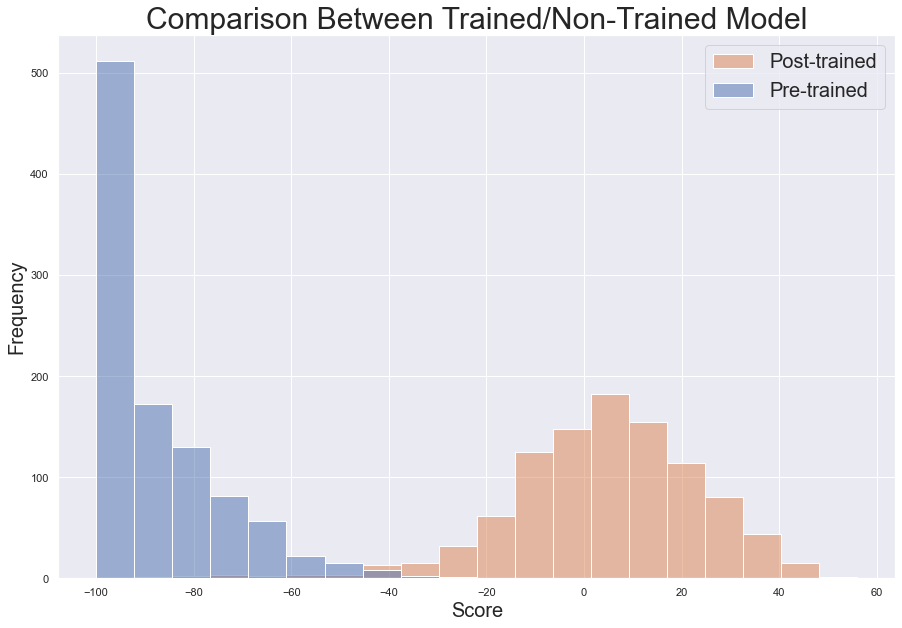 Comparison Between Trained/Non-Trained Model
Post-trained
Pre-trained
Frequency
500
400
300
200
100
0
−100 −80 −60 −40 −20 0 20 40 60
Score